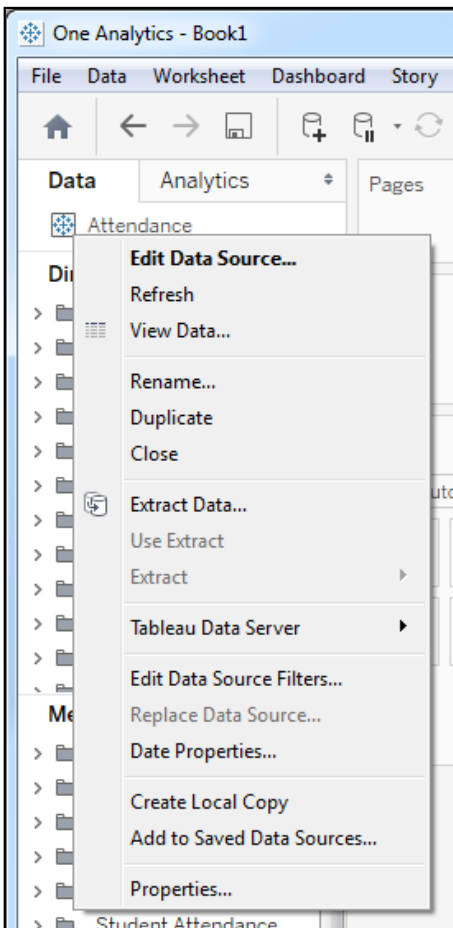 One Analytics - Book1
File Data Worksheet Dashboard Story
Data Analytics Pages
Attendance
Edit Data Source...
Refresh
View Data...
Rename...
Duplicate
Close
Extract Data...
Use Extract
Extract
Tableau Data Server
Edit Data Source Filters...
Replace Data Source...
Date Properties...
Create Local Copy
Add to Saved Data Sources...
Properties...
Student Attendance